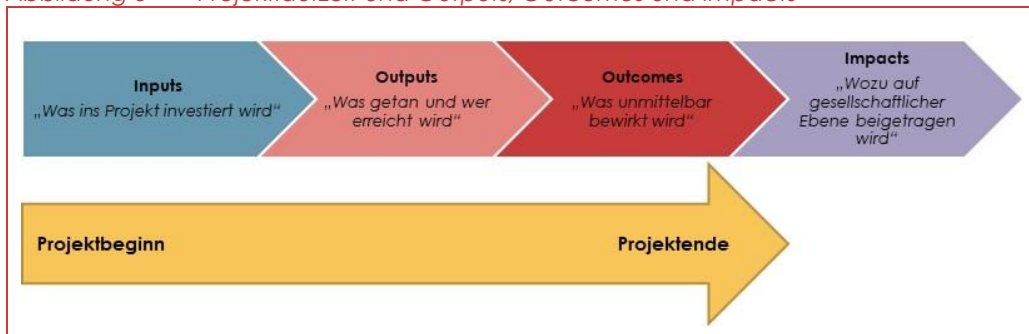 Inputs
„Was ins Projekt investiert wird“
Outputs
„Was getan und wer
erreicht wird“
Outcomes
„Was unmittelbar
bewirkt wird“
Impacts
„Wozu auf
gesellschaftlicher
Ebene beigetragen
wird“
Projektbeginn
Projektende